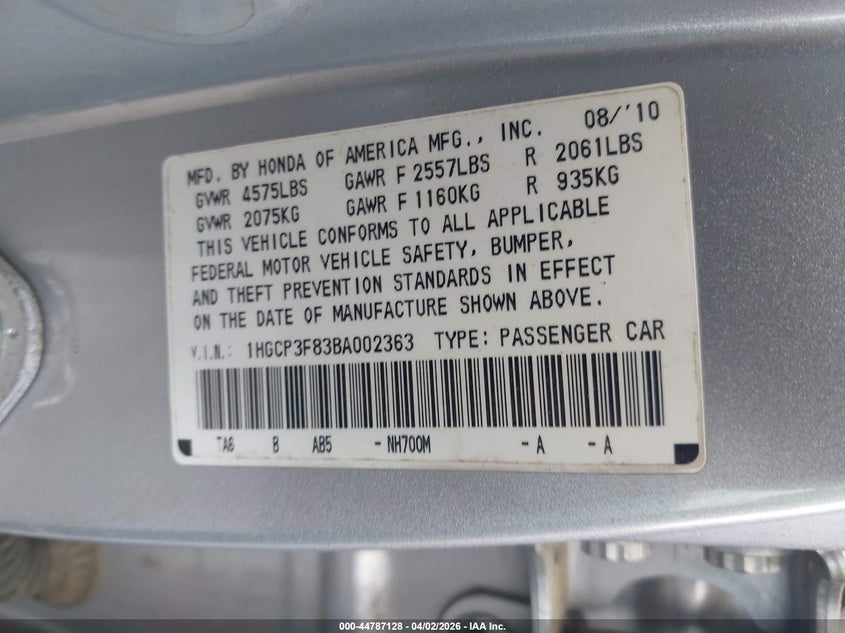 MFD. BY HONDA OF AMERICA MFG., INC. 08/'10
GVWR 4575LBS GAWR F 2557LBS R 2061LBS
GVWR 2075KG GAWR F 1160KG R 935KG
THIS VEHICLE CONFORMS TO ALL APPLICABLE
FEDERAL MOTOR VEHICLE SAFETY, BUMPER,
AND THEFT PREVENTION STANDARDS IN EFFECT
ON THE DATE OF MANUFACTURE SHOWN ABOVE.
V.I.N.: 1HGCP3F83BA002363 TYPE: PASSENGER CAR
TA6 B AB5 - NH700M - A - A
000-44787128 - 04/02/2026 - IAA Inc.